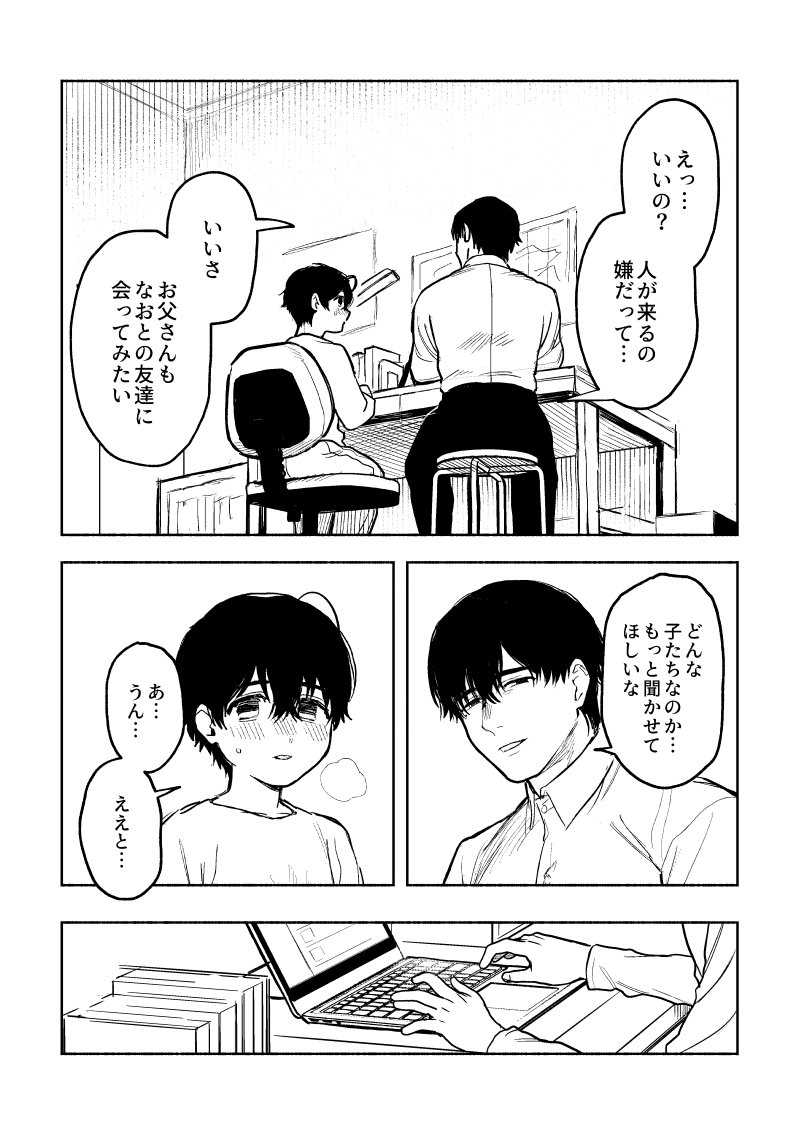 えっ…
いいの？
人が来るの
嫌だって…
いいさ
お父さんも
なおとの友達に
会ってみたい
どんな
子たちなのか…
もっと聞かせて
ほしいな
あ…
うん…
ええと…